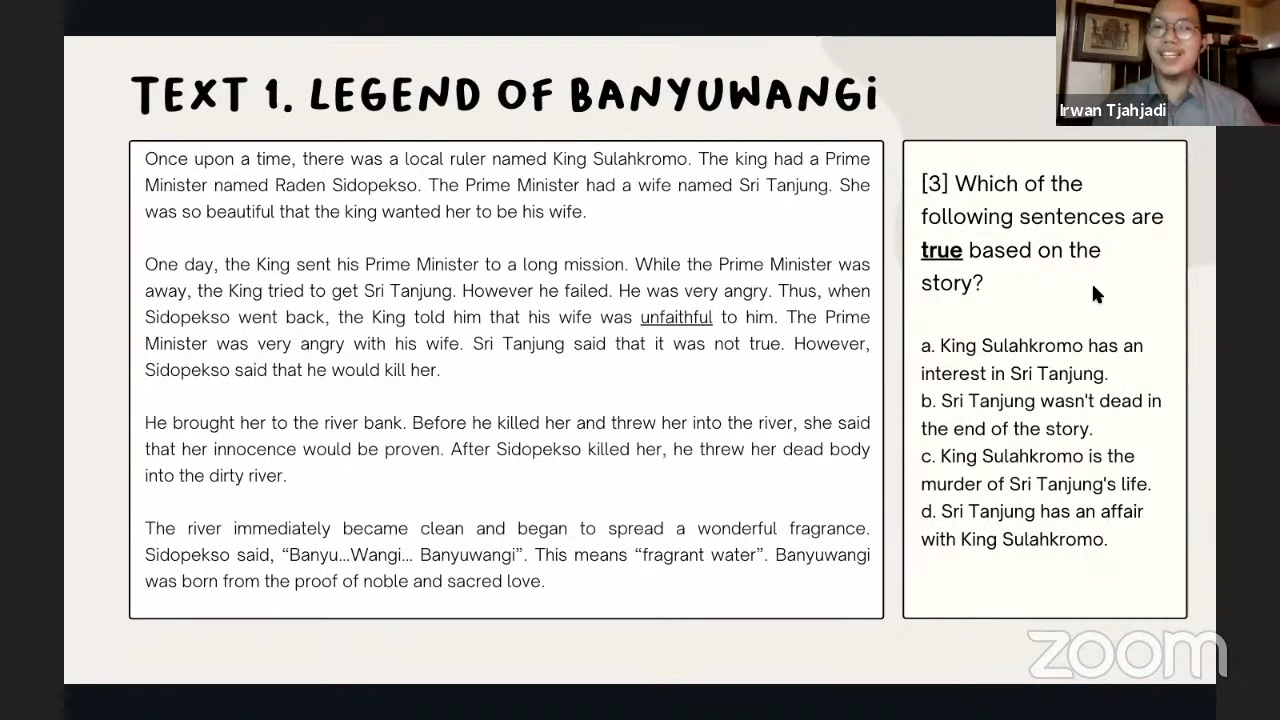 TEXT 1. LEGEND OF BANYUWANGi
Irwan Tjahjadi
Once upon a time, there was a local ruler named King Sulahkromo. The king had a Prime
Minister named Raden Sidopekso. The Prime Minister had a wife named Sri Tanjung. She
was so beautiful that the king wanted her to be his wife.
One day, the King sent his Prime Minister to a long mission. While the Prime Minister was
away, the King tried to get Sri Tanjung. However he failed. He was very angry. Thus, when
Sidopekso went back, the King told him that his wife was unfaithful to him. The Prime
Minister was very angry with his wife. Sri Tanjung said that it was not true. However,
Sidopekso said that he would kill her.
He brought her to the river bank. Before he killed her and threw her into the river, she said
that her innocence would be proven. After Sidopekso killed her, he threw her dead body
into the dirty river.
The river immediately became clean and began to spread a wonderful fragrance.
Sidopekso said, “Banyu...Wangi... Banyuwangi”. This means “fragrant water”. Banyuwangi
was born from the proof of noble and sacred love.
[3] Which of the
following sentences are
true based on the
story?
a. King Sulahkromo has an
interest in Sri Tanjung.
b. Sri Tanjung wasn't dead in
the end of the story.
c. King Sulahkromo is the
murder of Sri Tanjung's life.
d. Sri Tanjung has an affair
with King Sulahkromo.
zoom